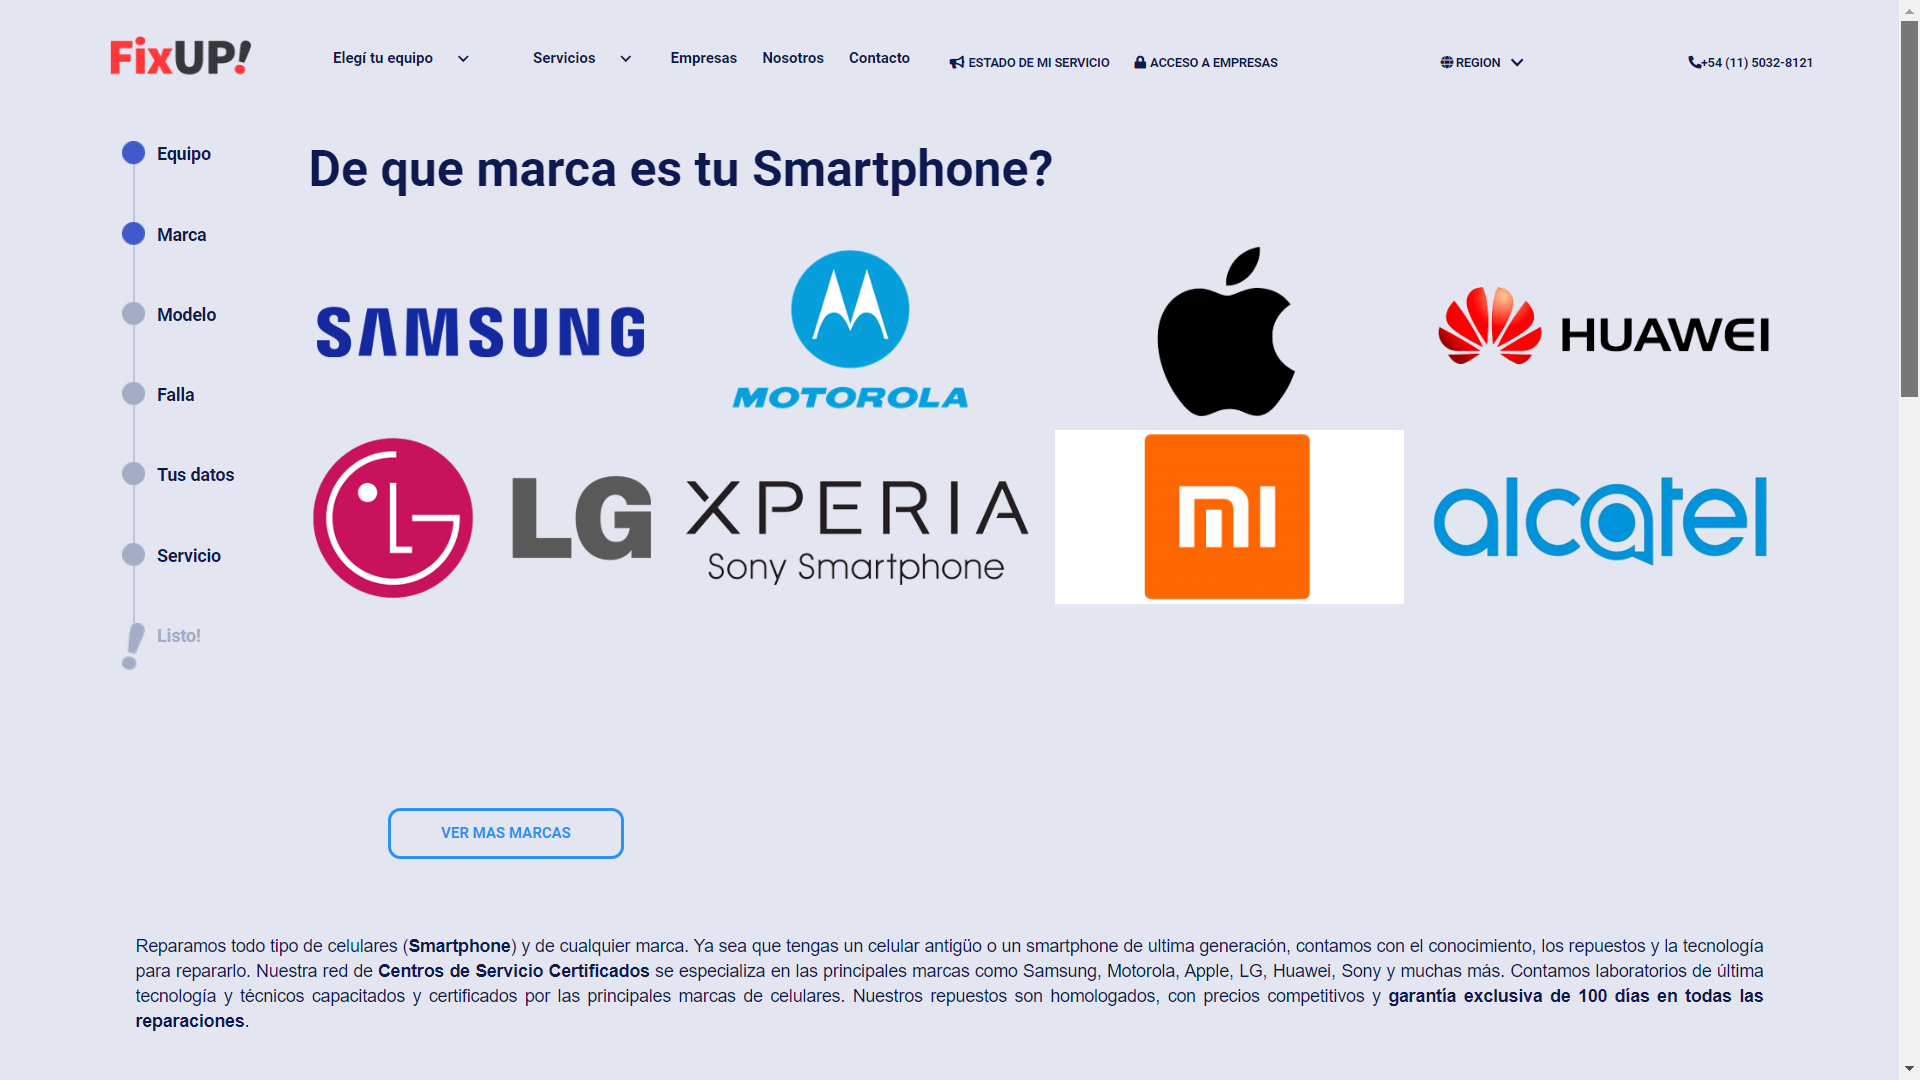 FixUP!
Elegí tu equipo
Servicios
Empresas
Nosotros
Contacto
ESTADO DE MI SERVICIO
ACCESO A EMPRESAS
REGION
+54 (11) 5032-8121
Equipo
Marca
Modelo
Falla
Tus datos
Servicio
Listo!
De que marca es tu Smartphone?
SAMSUNG
MOTOROLA
HUAWEI
LG
XPERIA
Sony Smartphone
mi
alcatel
VER MAS MARCAS
Reparamos todo tipo de celulares (Smartphone) y de cualquier marca. Ya sea que tengas un celular antigüo o un smartphone de ultima generación, contamos con el conocimiento, los repuestos y la tecnología
para repararlo. Nuestra red de Centros de Servicio Certificados se especializa en las principales marcas como Samsung, Motorola, Apple, LG, Huawei, Sony y muchas más. Contamos laboratorios de última
tecnología y técnicos capacitados y certificados por las principales marcas de celulares. Nuestros repuestos son homologados, con precios competitivos y garantía exclusiva de 100 días en todas las
reparaciones.